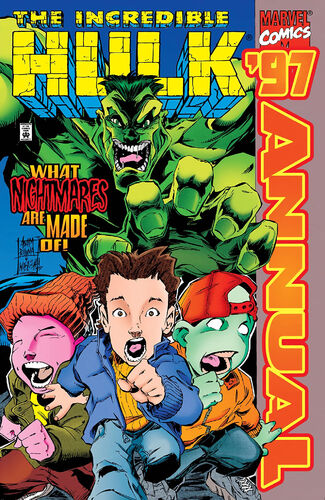 THE INCREDIBLE
HULK
MARVEL
COMICS
'97
ANNUAL
WHAT
NIGHTMARES
ARE MADE
OF!